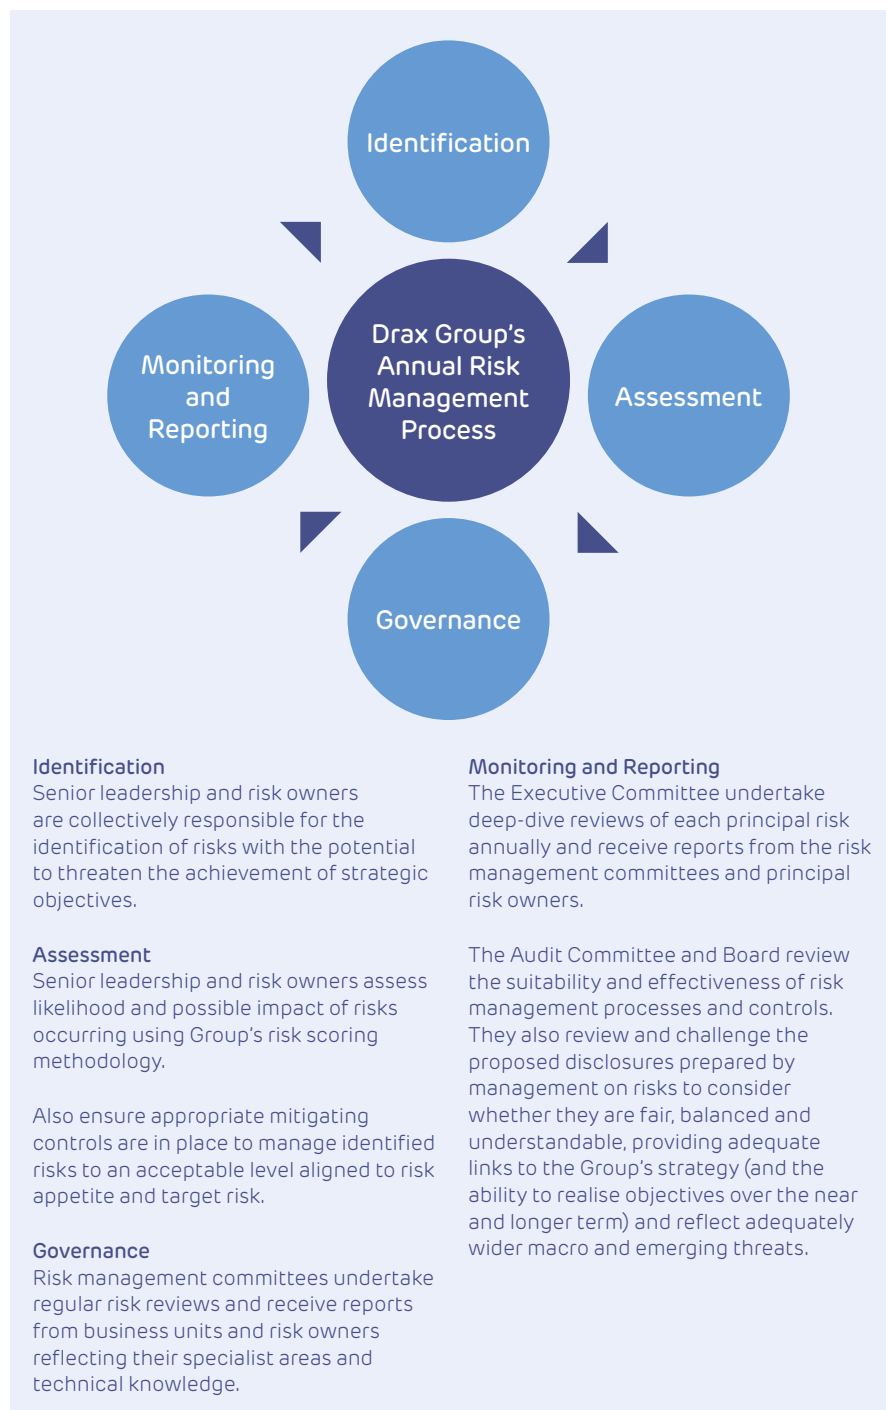 Identification
Drax Group's
Annual Risk
Management
Process
Monitoring
and
Reporting
Assessment
Governance
Identification
Senior leadership and risk owners
are collectively responsible for the
identification of risks with the potential
to threaten the achievement of strategic
objectives.
Assessment
Senior leadership and risk owners assess
likelihood and possible impact of risks
occurring using Group's risk scoring
methodology.
Also ensure appropriate mitigating
controls are in place to manage identified
risks to an acceptable level aligned to risk
appetite and target risk.
Governance
Risk management committees undertake
regular risk reviews and receive reports
from business units and risk owners
reflecting their specialist areas and
technical knowledge.
Monitoring and Reporting
The Executive Committee undertake
deep-dive reviews of each principal risk
annually and receive reports from the risk
management committees and principal
risk owners.
The Audit Committee and Board review
the suitability and effectiveness of risk
management processes and controls.
They also review and challenge the
proposed disclosures prepared by
management on risks to consider
whether they are fair, balanced and
understandable, providing adequate
links to the Group's strategy (and the
ability to realise objectives over the near
and longer term) and reflect adequately
wider macro and emerging threats.